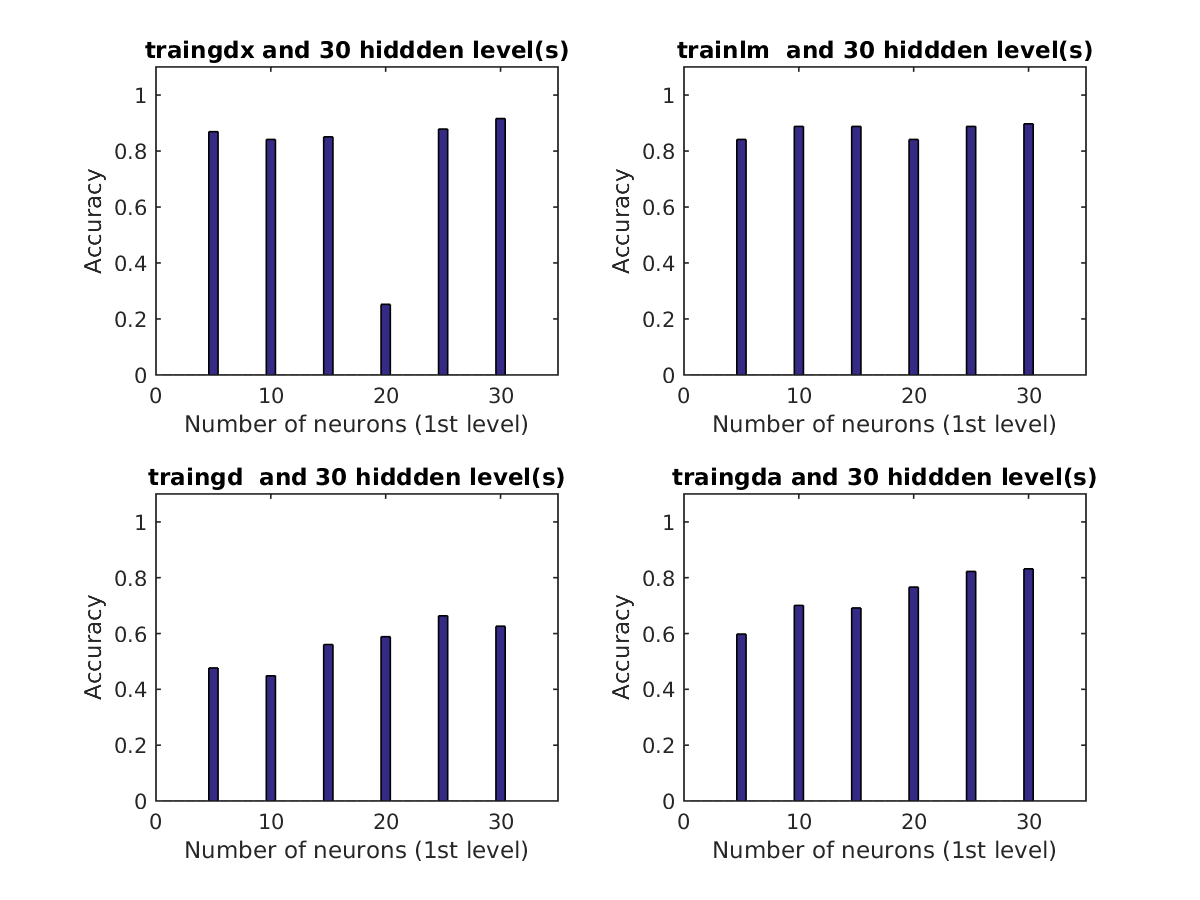 traingdx and 30 hiddden level(s)
1
0.8
0.6
0.4
0.2
0
Accuracy
0 10 20 30
Number of neurons (1st level)
trainlm  and 30 hiddden level(s)
1
0.8
0.6
0.4
0.2
0
Accuracy
0 10 20 30
Number of neurons (1st level)
traingd  and 30 hiddden level(s)
1
0.8
0.6
0.4
0.2
0
Accuracy
0 10 20 30
Number of neurons (1st level)
traingda and 30 hiddden level(s)
1
0.8
0.6
0.4
0.2
0
Accuracy
0 10 20 30
Number of neurons (1st level)